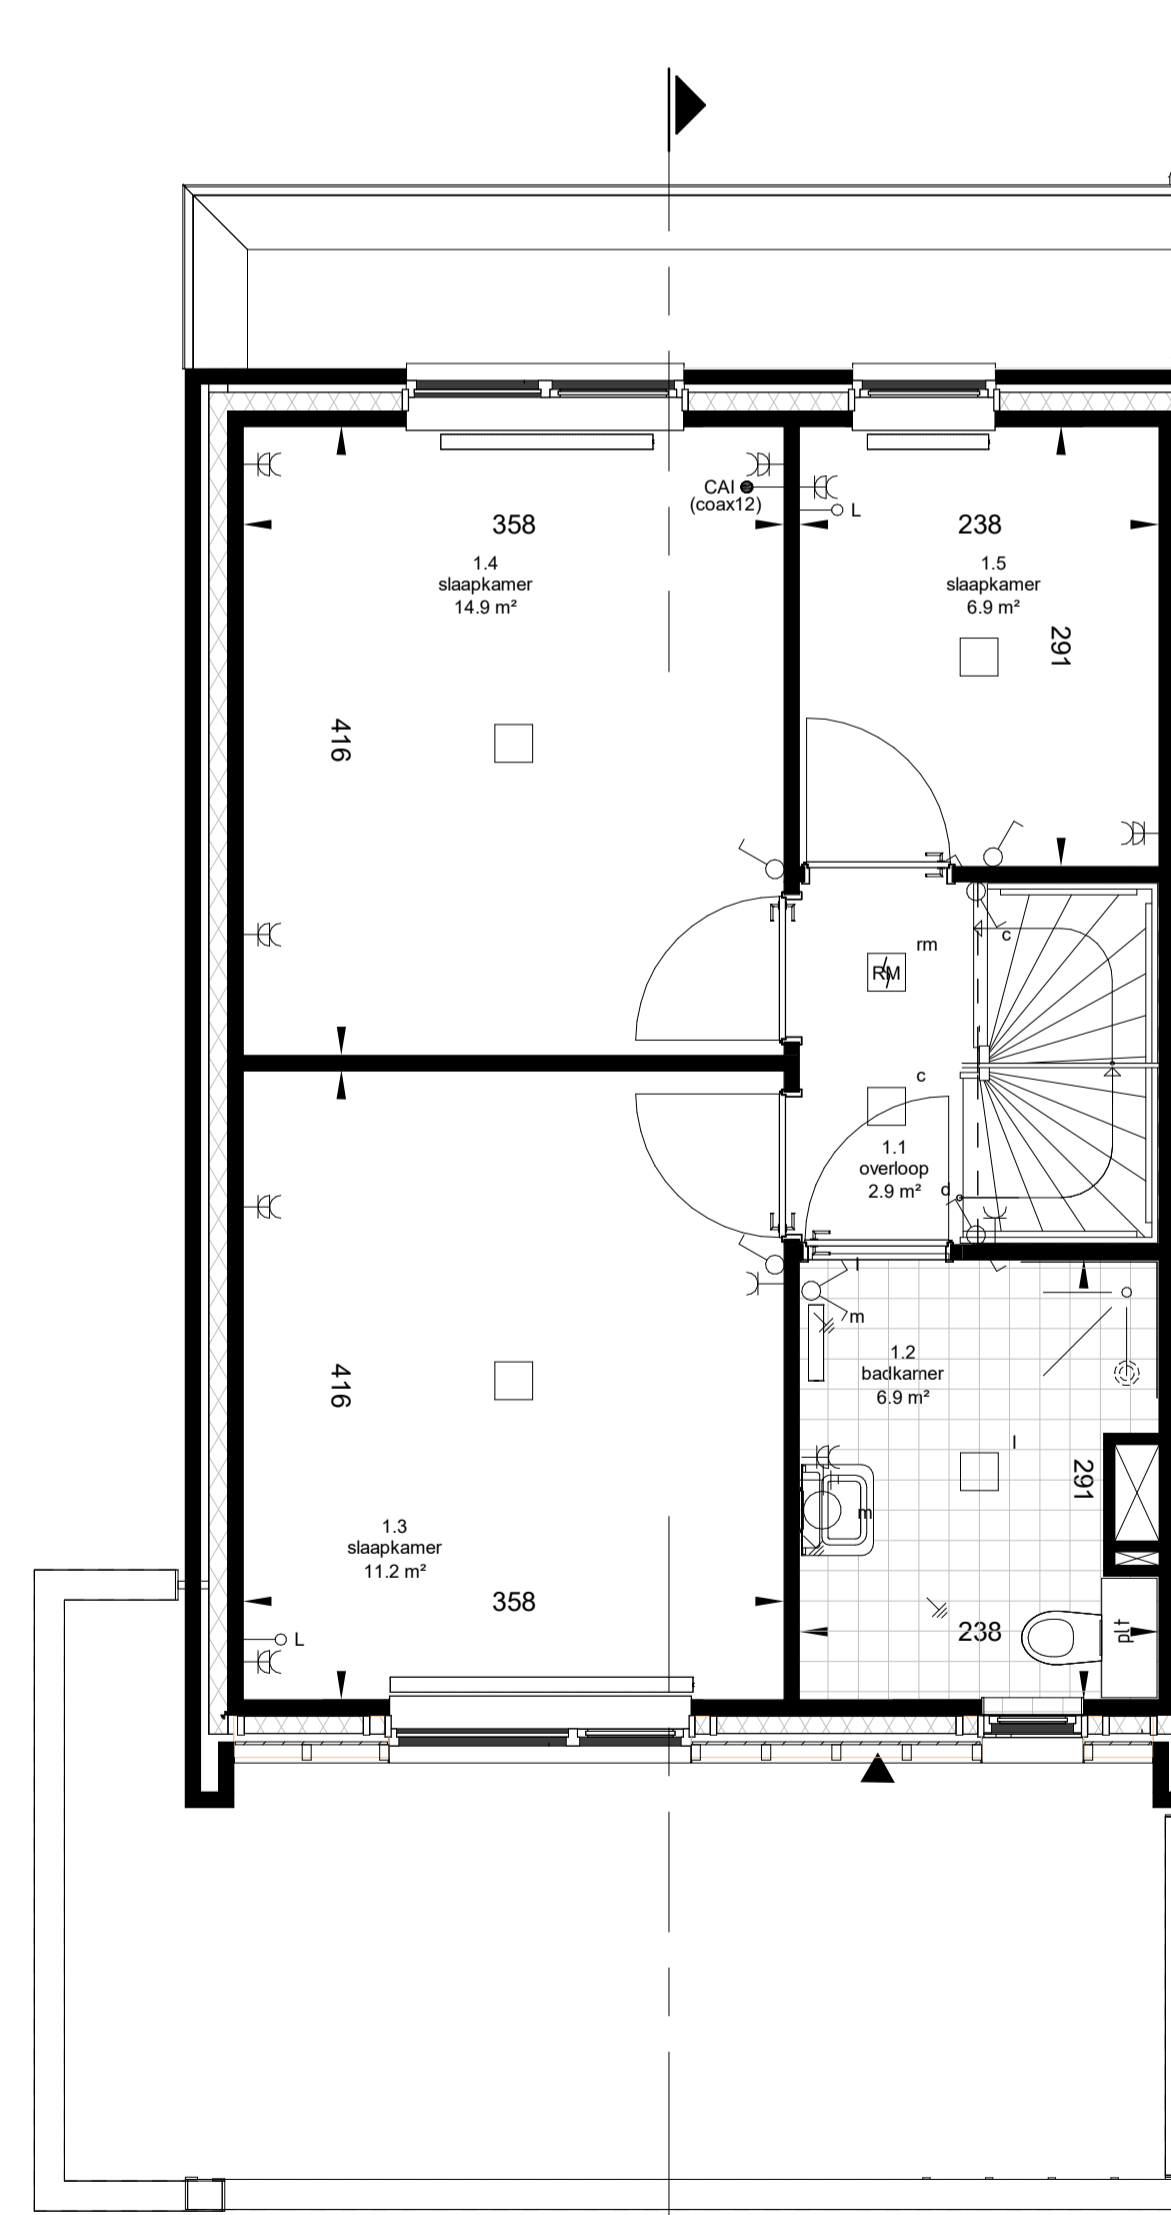 CAI
(coax12)
L
358
238
1.4
slaapkamer
14.9 m²
1.5
slaapkamer
6.9 m²
291
416
rm
RM
c
c
1.1
overloop
2.9 m²
d
l
m
1.2
badkamer
6.9 m²
416
l
291
m
1.3
slaapkamer
11.2 m²
358
L
238
plt